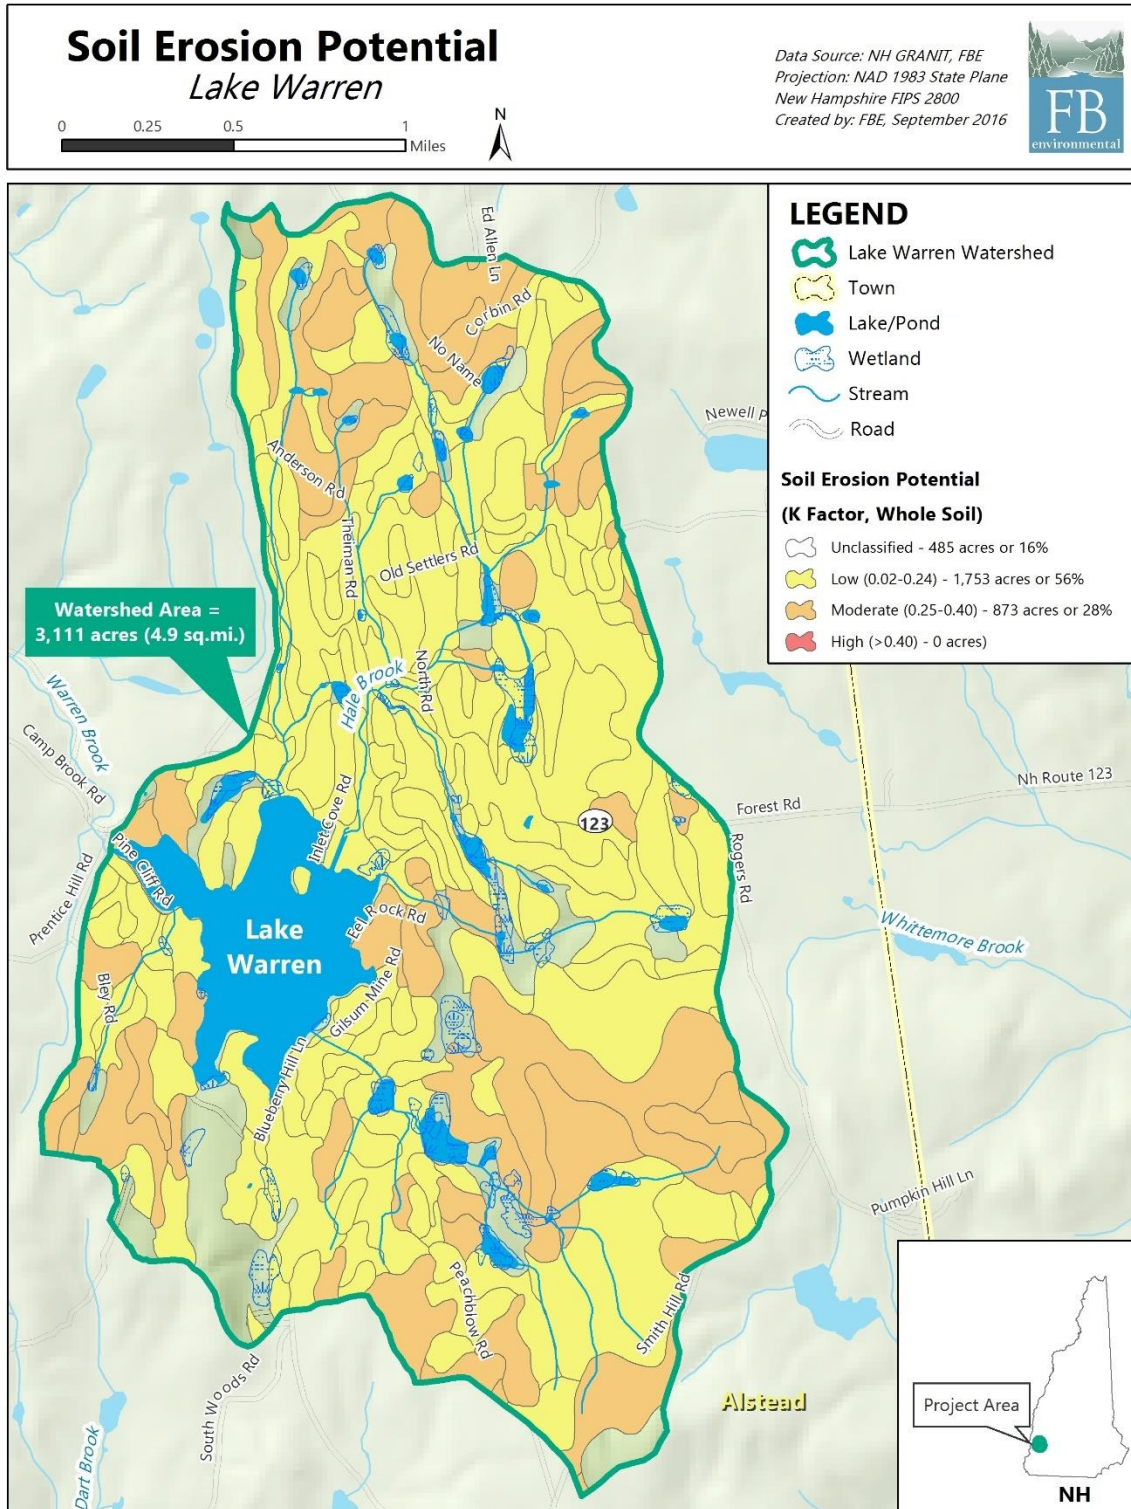 Soil Erosion Potential
Lake Warren
0 0.25 0.5 1
Miles
N
Data Source: NH GRANIT, FBE
Projection: NAD 1983 State Plane
New Hampshire FIPS 2800
Created by: FBE, September 2016
FB
environmental
LEGEND
Lake Warren Watershed
Town
Lake/Pond
Wetland
Stream
Road
Soil Erosion Potential
(K Factor, Whole Soil)
Unclassified - 485 acres or 16%
Low (0.02-0.24) - 1,753 acres or 56%
Moderate (0.25-0.40) - 873 acres or 28%
High (>0.40) - 0 acres)
Ed Allen Ln
Corbin Rd
No Name
Newell P
Anderson Rd
Theiman Rd
Old Settlers Rd
Watershed Area =
3,111 acres (4.9 sq.mi.)
North Rd
Hale Brook
Warren Brook
Camp Brook Rd
Inlet Cove Rd
Nh Route 123
Forest Rd
123
Rogers Rd
Pine Cliff Rd
Prentice Hill Rd
Eel Rock Rd
Lake
Warren
Whittemore Brook
Gilsum Mine Rd
Bley Rd
Blueberry Hill Ln
Pumpkin Hill Ln
Peachblow Rd
Smith Hill Rd
South Woods Rd
Alstead
Dart Brook
Project Area
NH